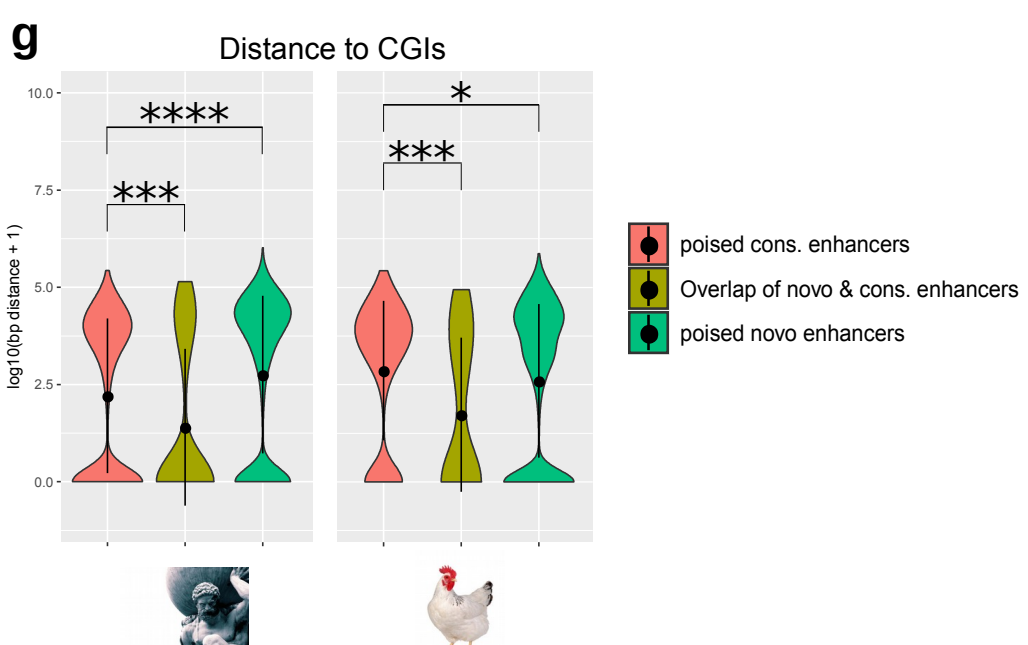 g
Distance to CGIs
log10(bp distance + 1)
10.0
7.5
5.0
2.5
0.0
****
***
*
***
poised cons. enhancers
Overlap of novo & cons. enhancers
poised novo enhancers